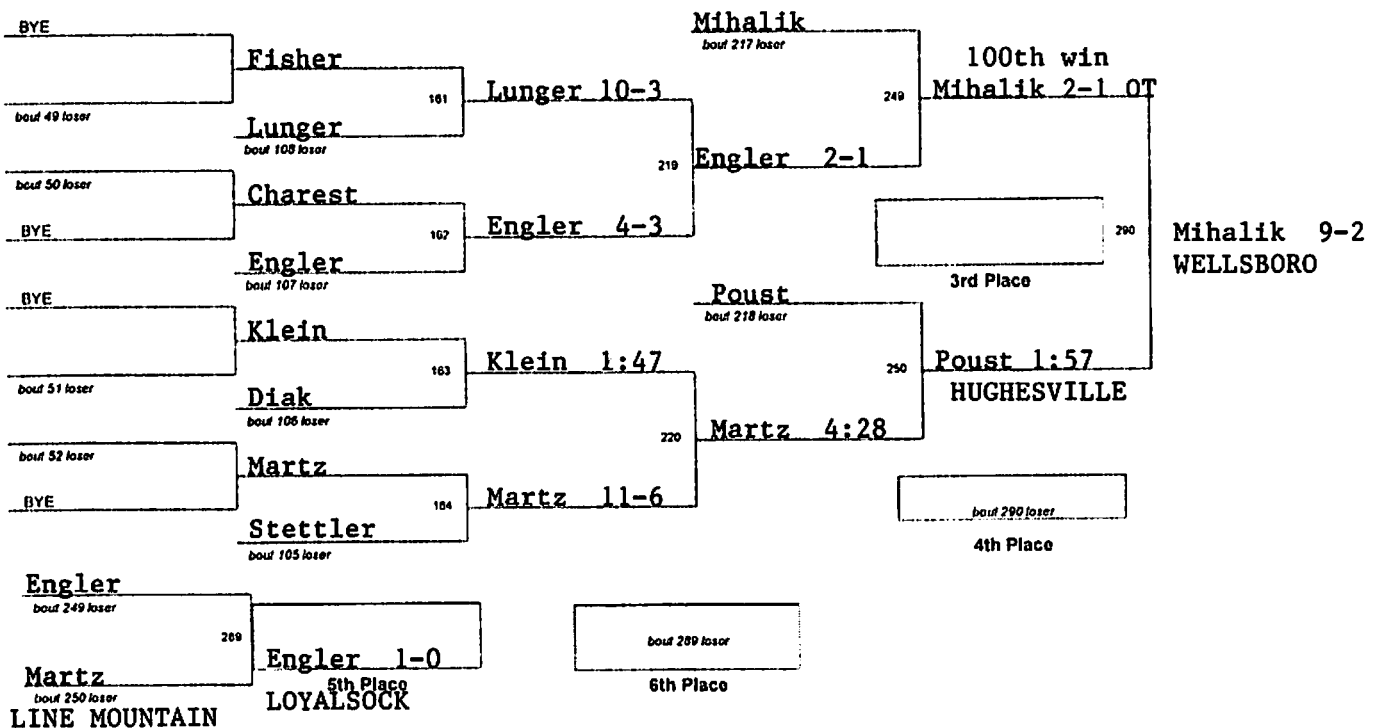 BYE
Mihalik
bout 217 loser
100th win
Fisher
161
Lunger 10-3
249
Mihalik 2-1 OT
bout 49 loser
Lunger
bout 108 loser
219
Engler 2-1
bout 50 loser
Charest
BYE
162
Engler 4-3
290
Mihalik 9-2
WELLSBORO
Engler
bout 107 loser
3rd Place
BYE
Poust
bout 218 loser
Klein
163
Klein 1:47
250
Poust 1:57
HUGHESVILLE
bout 51 loser
Diak
bout 106 loser
220
Martz 4:28
bout 52 loser
Martz
BYE
164
Martz 11-6
bout 290 loser
4th Place
Stettler
bout 105 loser
Engler
bout 249 loser
289
bout 289 loser
Engler 1-0
5th Place
6th Place
Martz
bout 250 loser
LOYALSOCK
LINE MOUNTAIN